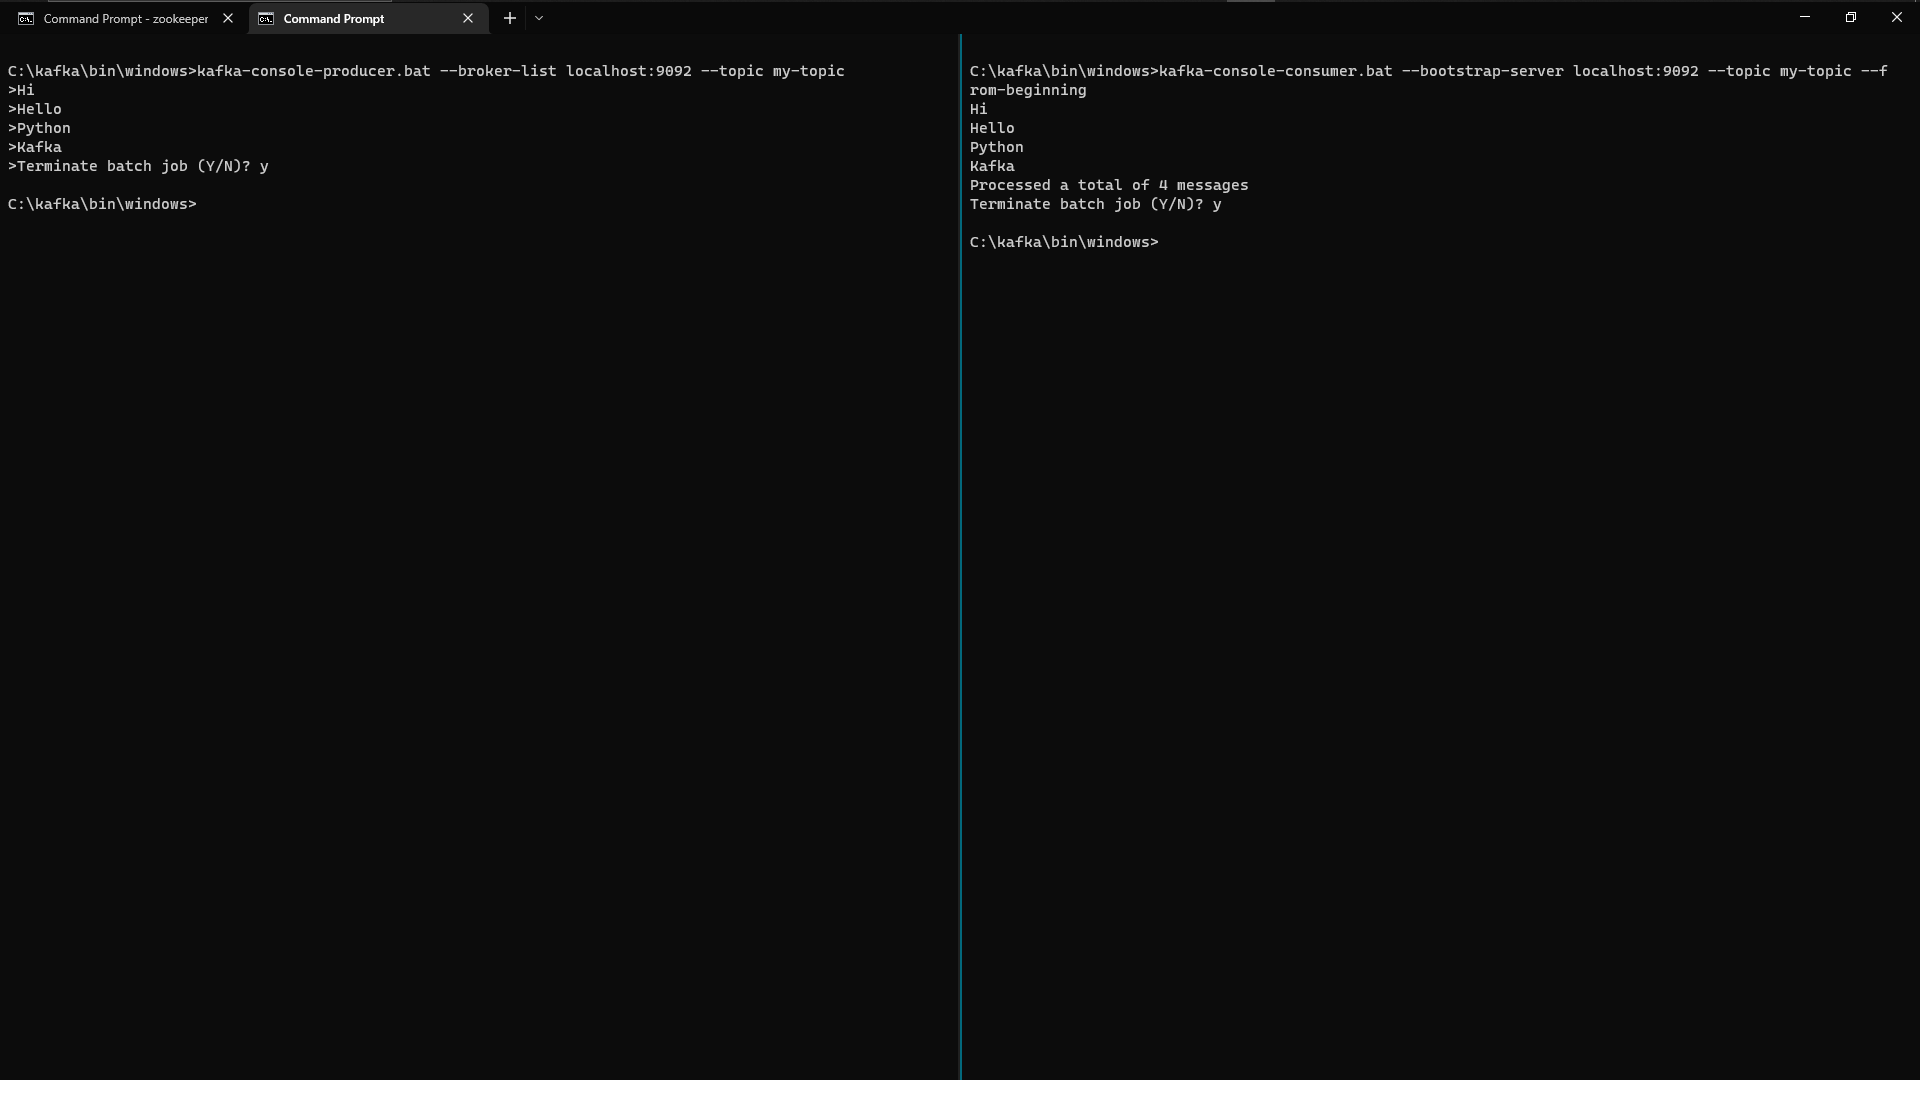 Command Prompt - zookeeper
Command Prompt
C:\kafka\bin\windows>kafka-console-producer.bat --broker-list localhost:9092 --topic my-topic
>Hi
>Hello
>Python
>Kafka
>Terminate batch job (Y/N)? y
C:\kafka\bin\windows>
C:\kafka\bin\windows>kafka-console-consumer.bat --bootstrap-server localhost:9092 --topic my-topic --f
rom-beginning
Hi
Hello
Python
Kafka
Processed a total of 4 messages
Terminate batch job (Y/N)? y
C:\kafka\bin\windows>